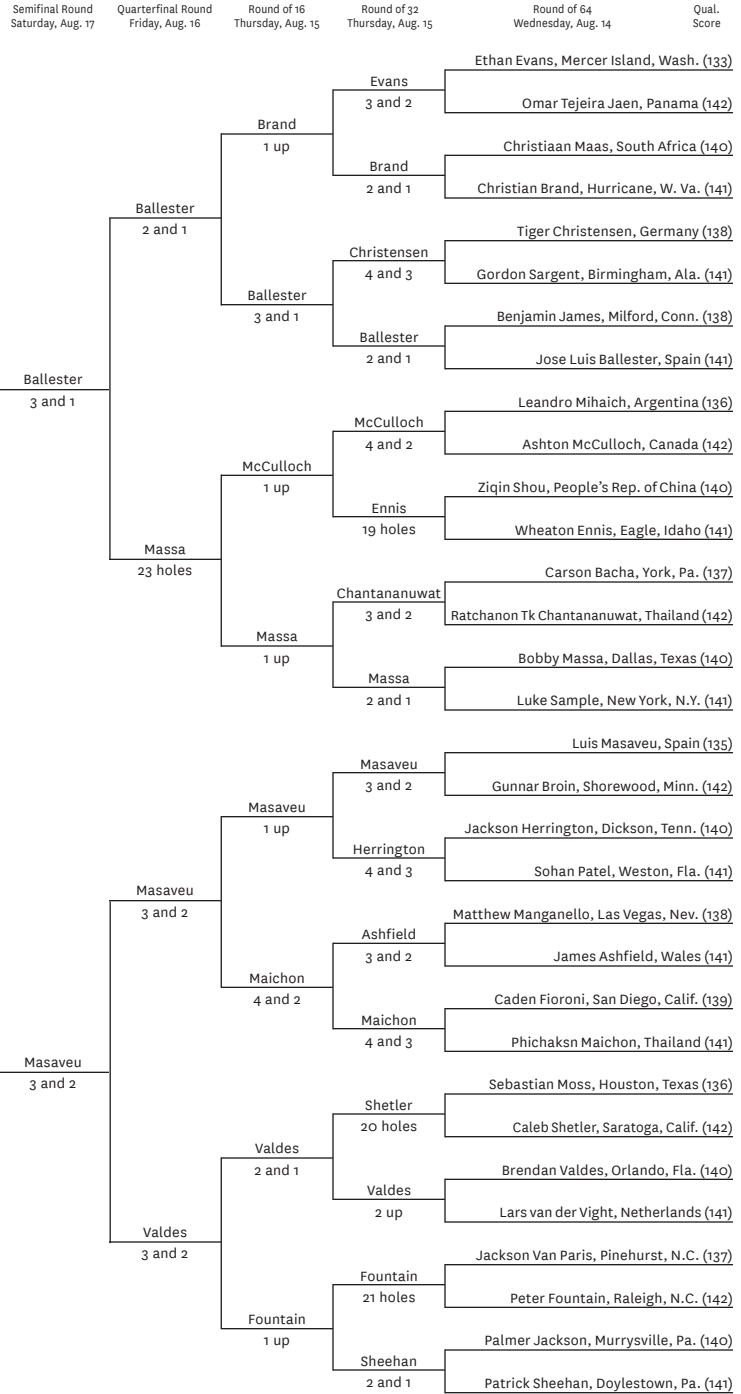 Semifinal Round
Saturday, Aug. 17
Quarterfinal Round
Friday, Aug. 16
Round of 16
Thursday, Aug. 15
Round of 32
Thursday, Aug. 15
Round of 64
Wednesday, Aug. 14
Qual.
Score
Ethan Evans, Mercer Island, Wash. (133)
Evans
3 and 2
Omar Tejeira Jaen, Panama (142)
Brand
1 up
Christiaan Maas, South Africa (140)
Brand
2 and 1
Christian Brand, Hurricane, W. Va. (141)
Ballester
2 and 1
Tiger Christensen, Germany (138)
Christensen
4 and 3
Gordon Sargent, Birmingham, Ala. (141)
Ballester
3 and 1
Benjamin James, Milford, Conn. (138)
Ballester
2 and 1
Jose Luis Ballester, Spain (141)
Ballester
3 and 1
Leandro Mihaich, Argentina (136)
McCulloch
4 and 2
Ashton McCulloch, Canada (142)
McCulloch
1 up
Ziqin Shou, People's Rep. of China (140)
Ennis
19 holes
Wheaton Ennis, Eagle, Idaho (141)
Massa
23 holes
Carson Bacha, York, Pa. (137)
Chantananuwat
3 and 2
Ratchanon Tk Chantananuwat, Thailand (142)
Massa
1 up
Bobby Massa, Dallas, Texas (140)
Massa
2 and 1
Luke Sample, New York, N.Y. (141)
Luis Masaveu, Spain (135)
Masaveu
3 and 2
Gunnar Broin, Shorewood, Minn. (142)
Masaveu
1 up
Jackson Herrington, Dickson, Tenn. (140)
Herrington
4 and 3
Sohan Patel, Weston, Fla. (141)
Masaveu
3 and 2
Matthew Manganello, Las Vegas, Nev. (138)
Ashfield
3 and 2
James Ashfield, Wales (141)
Maichon
4 and 2
Caden Fioroni, San Diego, Calif. (139)
Maichon
4 and 3
Phichaksn Maichon, Thailand (141)
Masaveu
3 and 2
Sebastian Moss, Houston, Texas (136)
Shetler
20 holes
Caleb Shetler, Saratoga, Calif. (142)
Valdes
2 and 1
Brendan Valdes, Orlando, Fla. (140)
Valdes
2 up
Lars van der Vight, Netherlands (141)
Valdes
3 and 2
Jackson Van Paris, Pinehurst, N.C. (137)
Fountain
21 holes
Peter Fountain, Raleigh, N.C. (142)
Fountain
1 up
Palmer Jackson, Murrysville, Pa. (140)
Sheehan
2 and 1
Patrick Sheehan, Doylestown, Pa. (141)